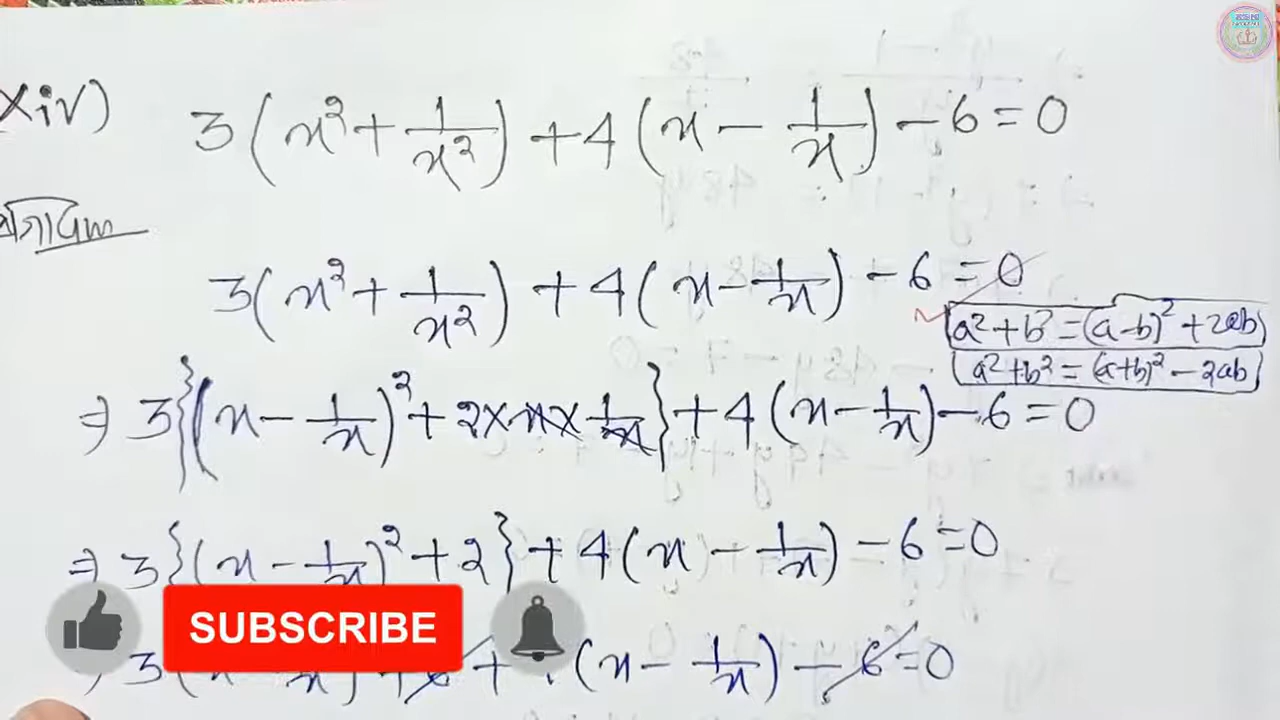 xiv) 3(x² + 1/x²) + 4(x - 1/x) - 6 = 0
3(x² + 1/x²) + 4(x - 1/x) - 6 = 0
a² + b² = (a-b)² + 2ab
a² + b² = (a+b)² - 2ab
⇒ 3{(x - 1/x)² + 2 × x × 1/x} + 4(x - 1/x) - 6 = 0
⇒ 3{(x - 1/x)² + 2} + 4(x - 1/x) - 6 = 0
SUBSCRIBE
(x - 1/x) - 6 = 0